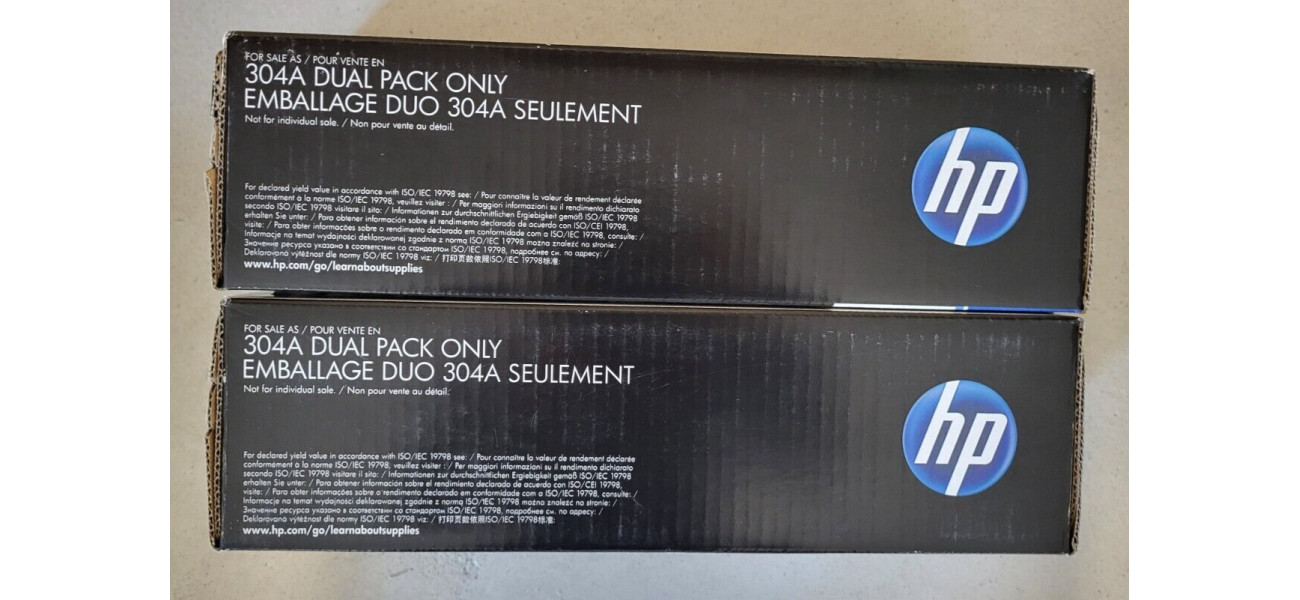 FOR SALE AS / POUR VENTE EN
304A DUAL PACK ONLY
EMBALLAGE DUO 304A SEULEMENT
Not for individual sale. / Non pour vente au détail.
For declared yield value in accordance with ISO/IEC 19798 see: / Pour connaître la valeur de rendement déclarée
conformément à la norme ISO/IEC 19798, veuillez visiter : / Per maggiori informazioni su il rendimento dichiarato
secondo ISO/IEC 19798 visitare il sito: / Informationen zur durchschnittlichen Ergiebigkeit gemäß ISO/IEC 19798
erhalten Sie unter: / Para obtener información sobre el rendimiento declarado de acuerdo con ISO/CEI 19798,
visite: / Para obter informações sobre o rendimento declarado em conformidade com a ISO/IEC 19798, consulte: /
Informacje na temat wydajności deklarowanej zgodnie z normą ISO/IEC 19798 można znaleźć na stronie: /
Значение ресурса указано в соответствии со стандартом ISO/IEC 19798, подробнее см. по адресу: /
Deklarovaná výtěžnost dle normy ISO/IEC 19798 viz: / 打印页数依照ISO/IEC 19798标准:
www.hp.com/go/learnaboutsupplies
hp
FOR SALE AS / POUR VENTE EN
304A DUAL PACK ONLY
EMBALLAGE DUO 304A SEULEMENT
Not for individual sale. / Non pour vente au détail.
For declared yield value in accordance with ISO/IEC 19798 see: / Pour connaître la valeur de rendement déclarée
conformément à la norme ISO/IEC 19798, veuillez visiter : / Per maggiori informazioni su il rendimento dichiarato
secondo ISO/IEC 19798 visitare il sito: / Informationen zur durchschnittlichen Ergiebigkeit gemäß ISO/IEC 19798
erhalten Sie unter: / Para obtener información sobre el rendimiento declarado de acuerdo con ISO/CEI 19798,
visite: / Para obter informações sobre o rendimento declarado em conformidade com a ISO/IEC 19798, consulte: /
Informacje na temat wydajności deklarowanej zgodnie z normą ISO/IEC 19798 można znaleźć na stronie: /
Значение ресурса указано в соответствии со стандартом ISO/IEC 19798, подробнее см. по адресу: /
Deklarovaná výtěžnost dle normy ISO/IEC 19798 viz: / 打印页数依照ISO/IEC 19798标准:
www.hp.com/go/learnaboutsupplies
hp